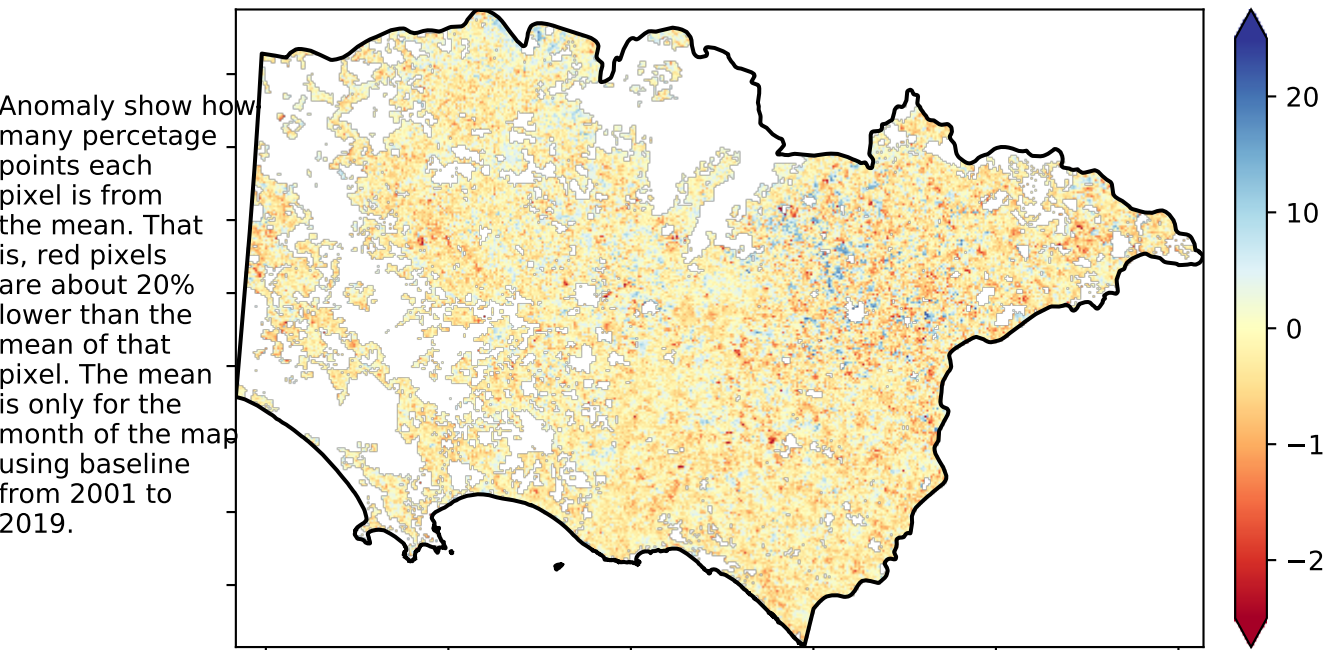 Anomaly show how
many percetage
points each
pixel is from
the mean. That
is, red pixels
are about 20%
lower than the
mean of that
pixel. The mean
is only for the
month of the map
using baseline
from 2001 to
2019.
20
10
0
−1
−2